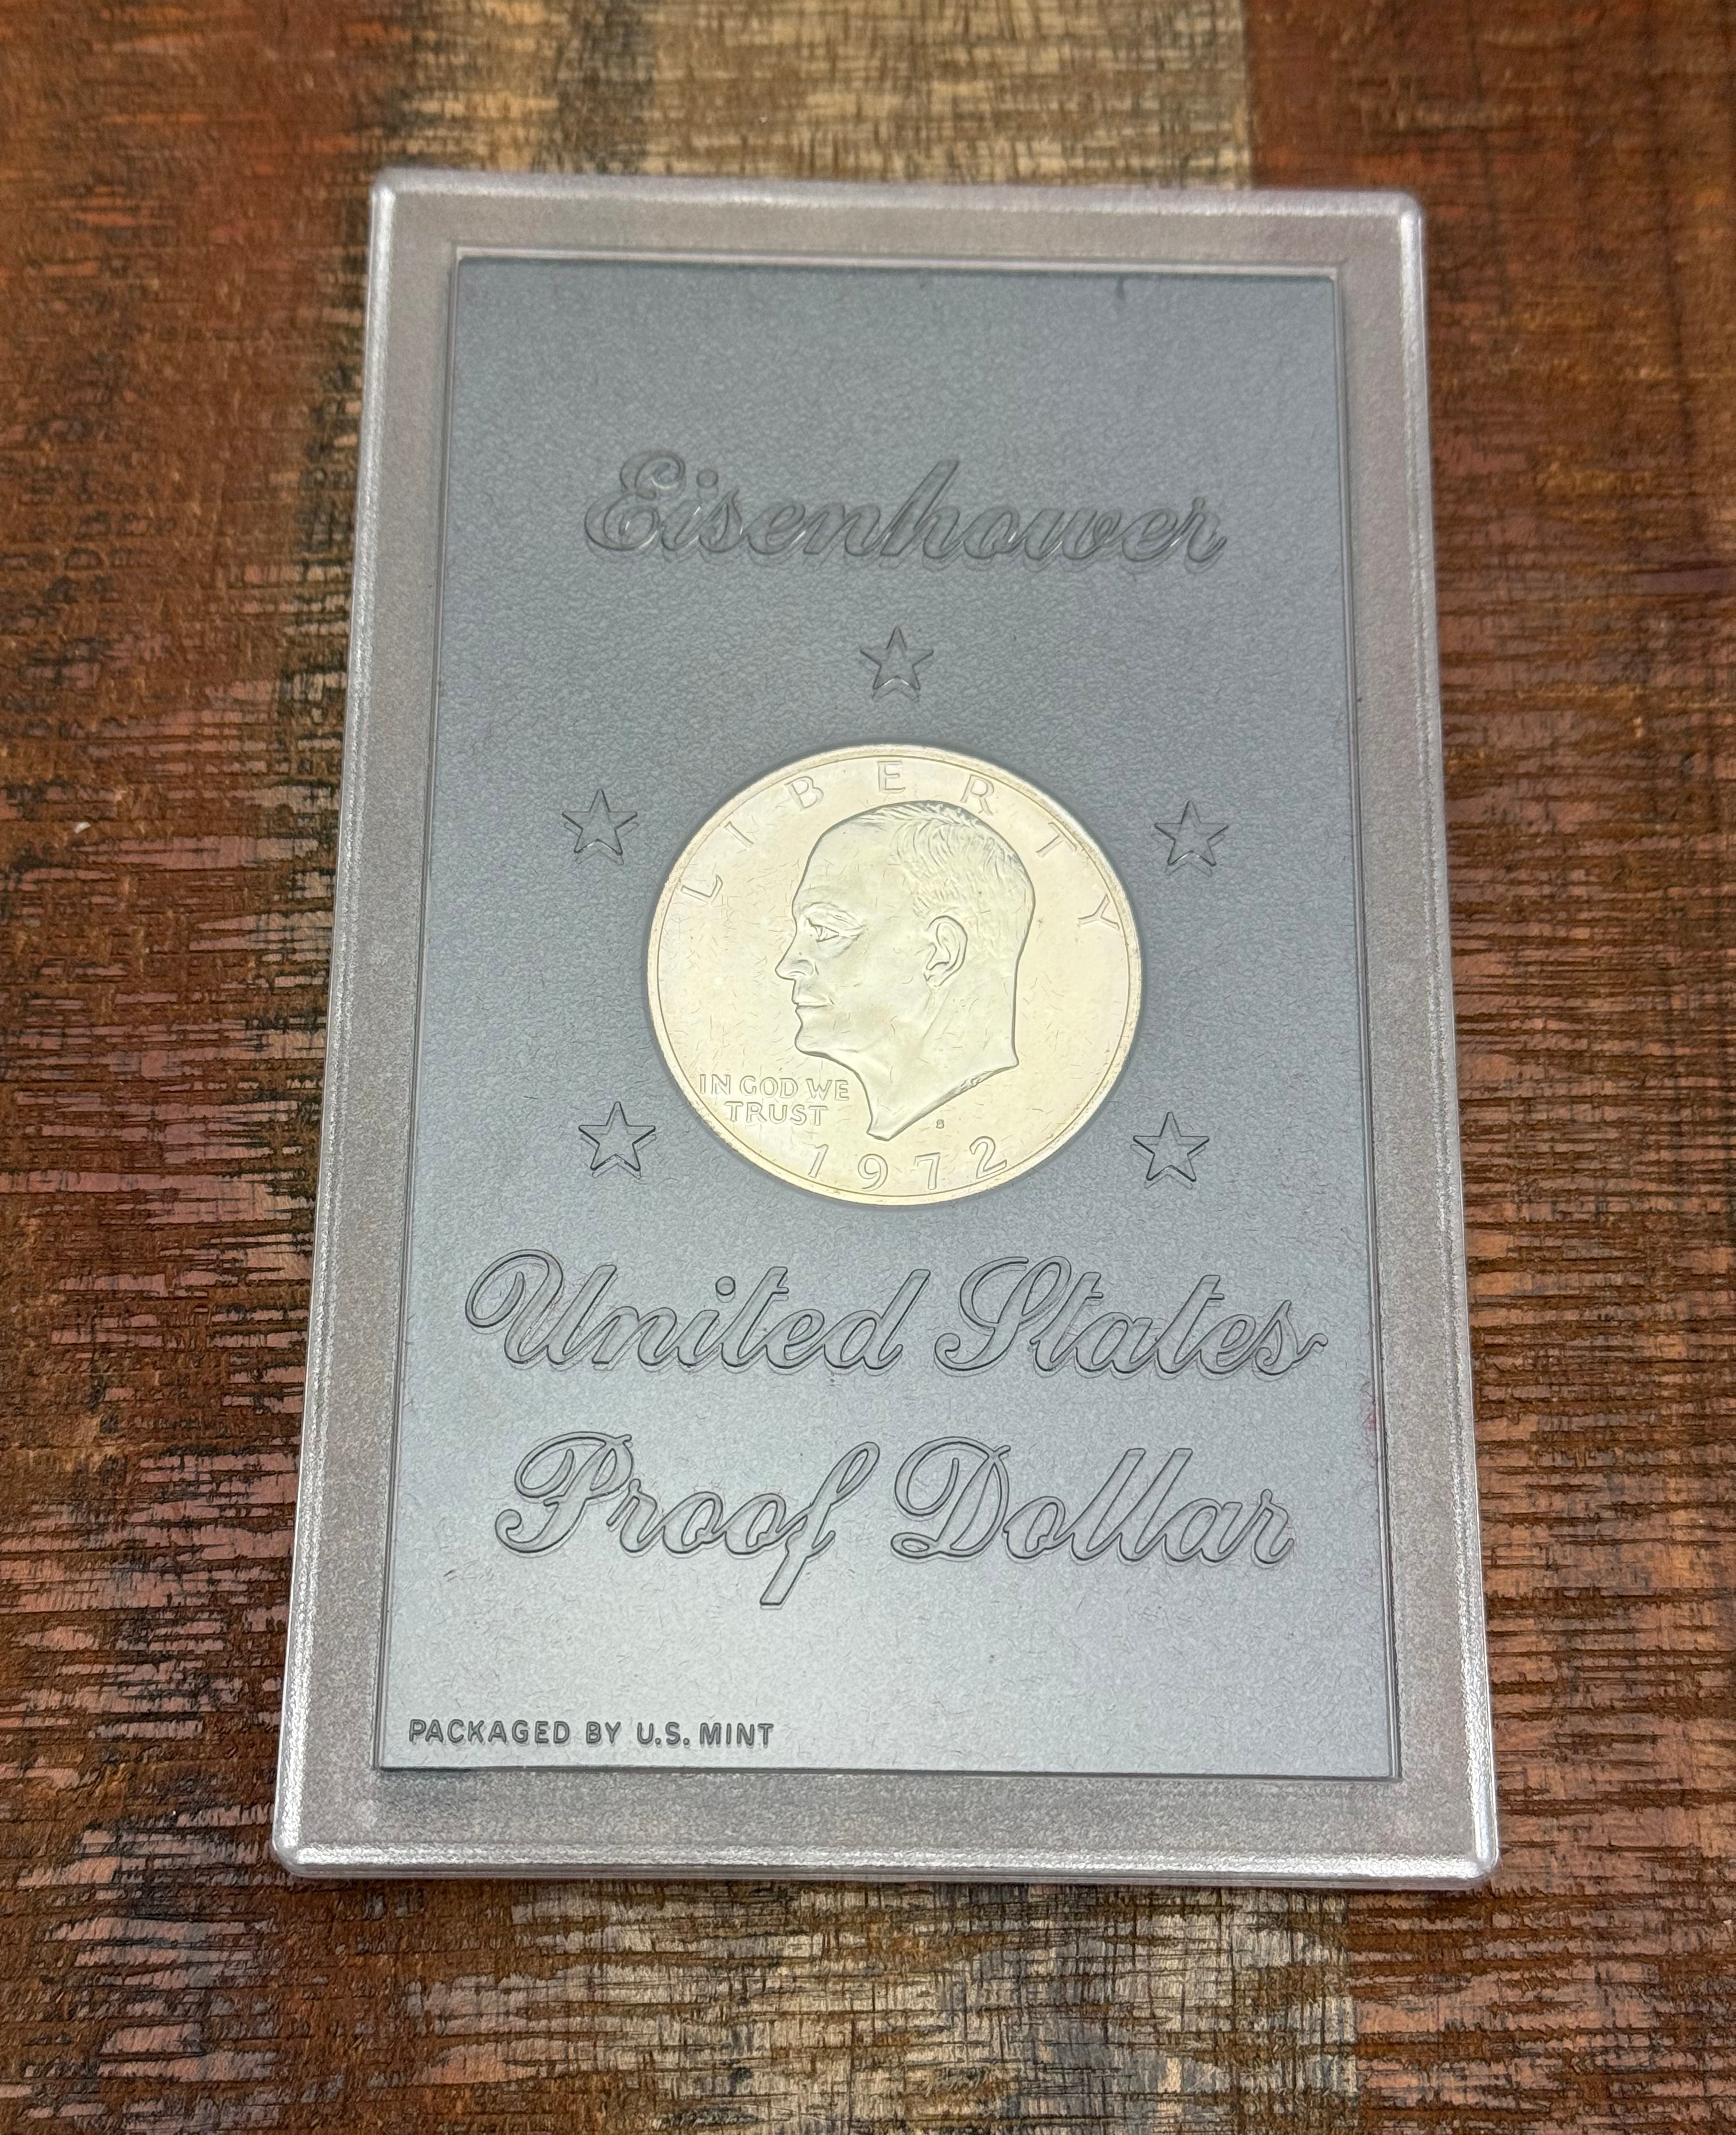 Eisenhower
LIBERTY
IN GOD WE
TRUST
S
1972
United States
Proof Dollar
PACKAGED BY U.S. MINT